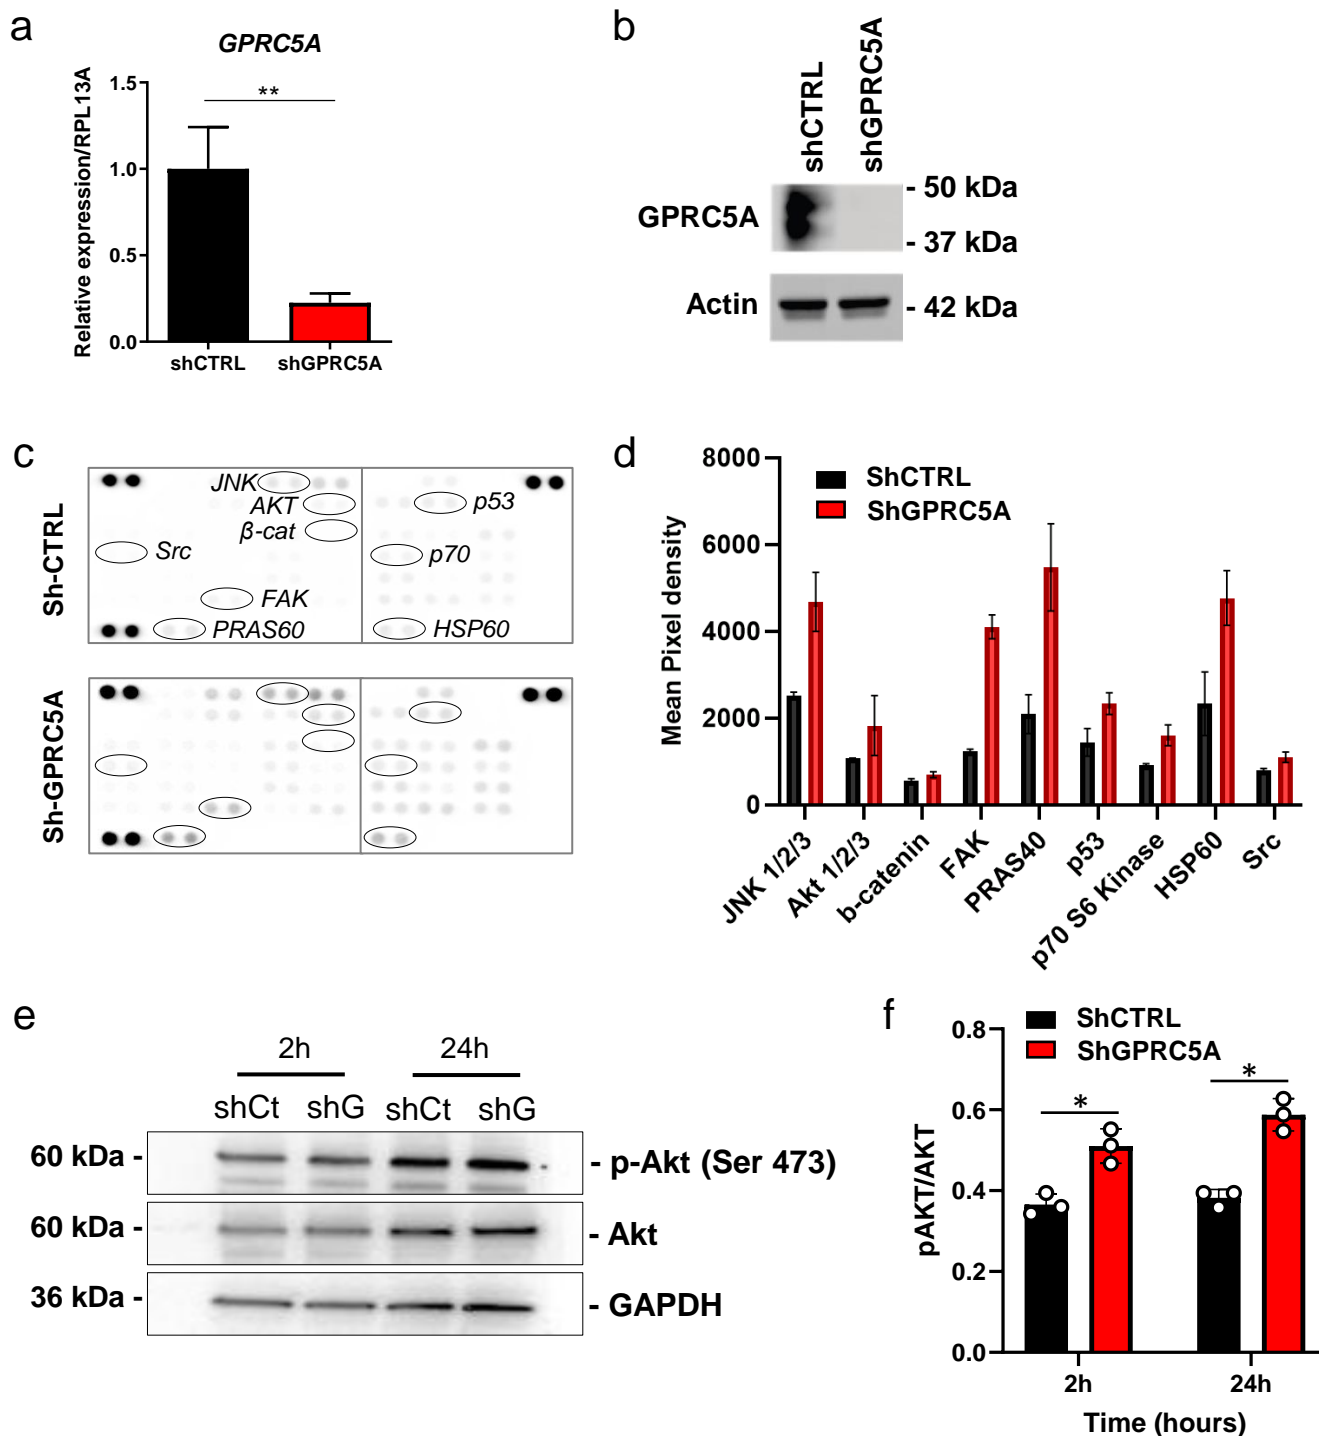 a
GPRC5A
Relative expression/RPL13A
1.5
**
1.0
0.5
0.0
shCTRL
shGPRC5A
b
shCTRL
shGPRC5A
GPRC5A
- 50 kDa
- 37 kDa
Actin
- 42 kDa
c
Sh-CTRL
JNK
AKT
β-cat
Src
FAK
PRAS60
p53
p70
HSP60
Sh-GPRC5A
d
Mean Pixel density
8000
6000
4000
2000
0
ShCTRL
ShGPRC5A
JNK 1/2/3
Akt 1/2/3
b-catenin
FAK
PRAS40
p53
p70 S6 Kinase
HSP60
Src
e
2h
24h
shCt
shG
shCt
shG
60 kDa -
- p-Akt (Ser 473)
60 kDa -
- Akt
36 kDa -
- GAPDH
f
ShCTRL
ShGPRC5A
pAKT/AKT
0.8
0.6
0.4
0.2
0.0
*
*
2h
24h
Time (hours)